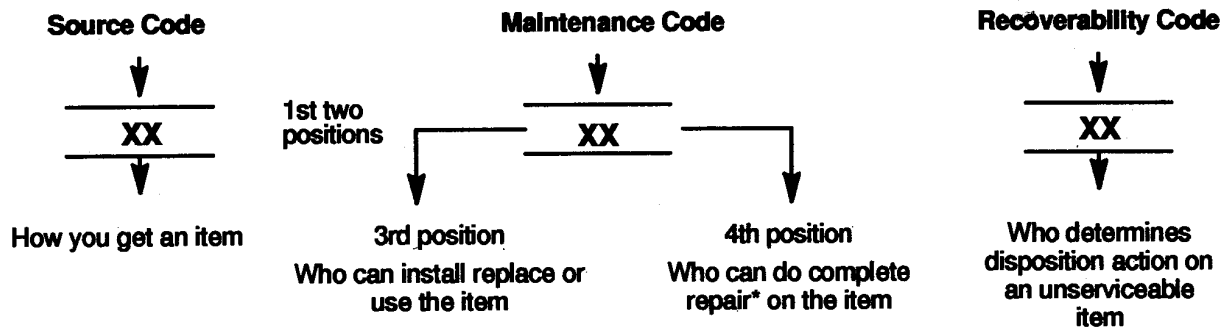 Source Code
Maintenance Code
Recoverability Code
XX
1st two
positions
XX
XX
How you get an item
3rd position
Who can install replace or
use the item
4th position
Who can do complete
repair* on the item
Who determines
disposition action on
an unserviceable
item